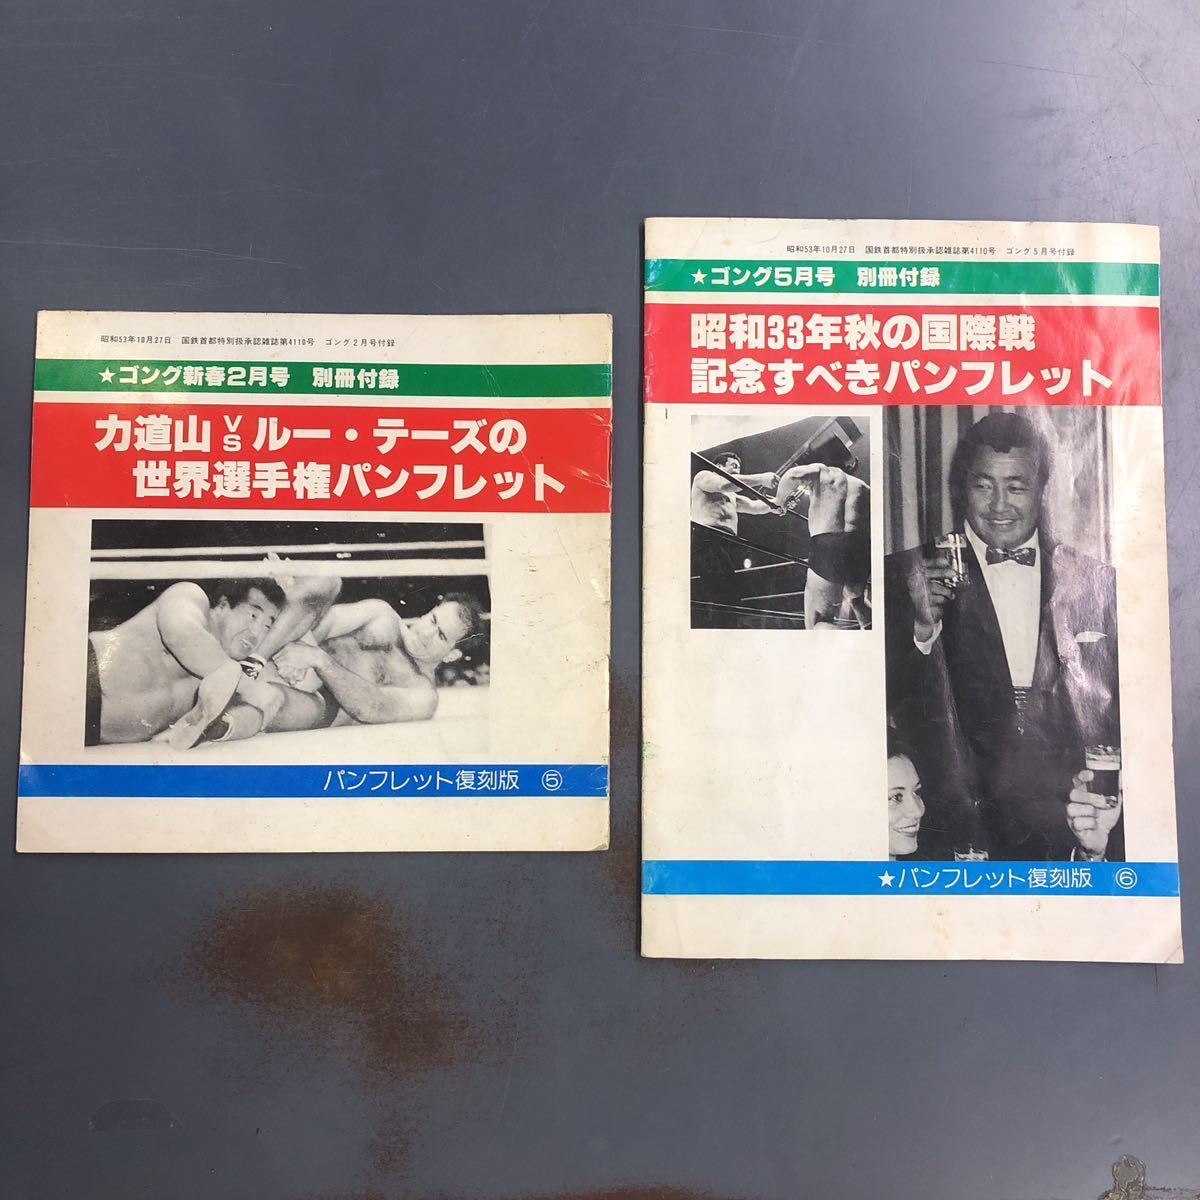 昭和53年10月27日　国鉄首都特別扱承認雑誌第4110号　ゴング2月号付録
★ゴング新春2月号　別冊付録
力道山VSルー・テーズの
世界選手権パンフレット
パンフレット復刻版　⑤
昭和53年10月27日　国鉄首都特別扱承認雑誌第4110号　ゴング5月号付録
★ゴング5月号　別冊付録
昭和33年秋の国際戦
記念すべきパンフレット
★パンフレット復刻版　⑥